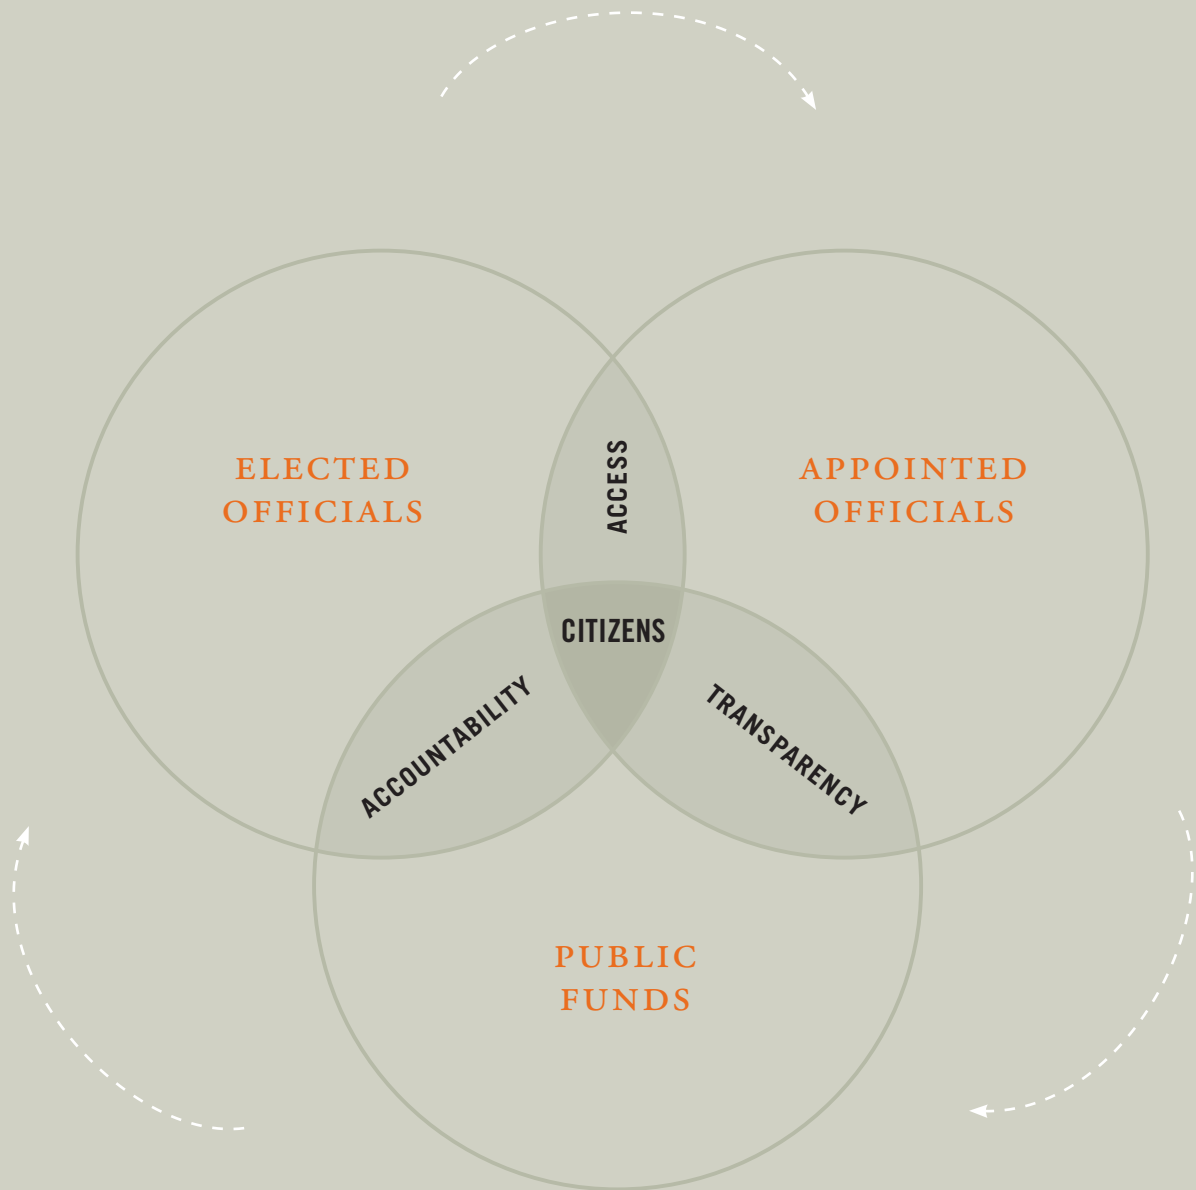 ELECTED
OFFICIALS
APPOINTED
OFFICIALS
ACCESS
CITIZENS
ACCOUNTABILITY
TRANSPARENCY
PUBLIC
FUNDS